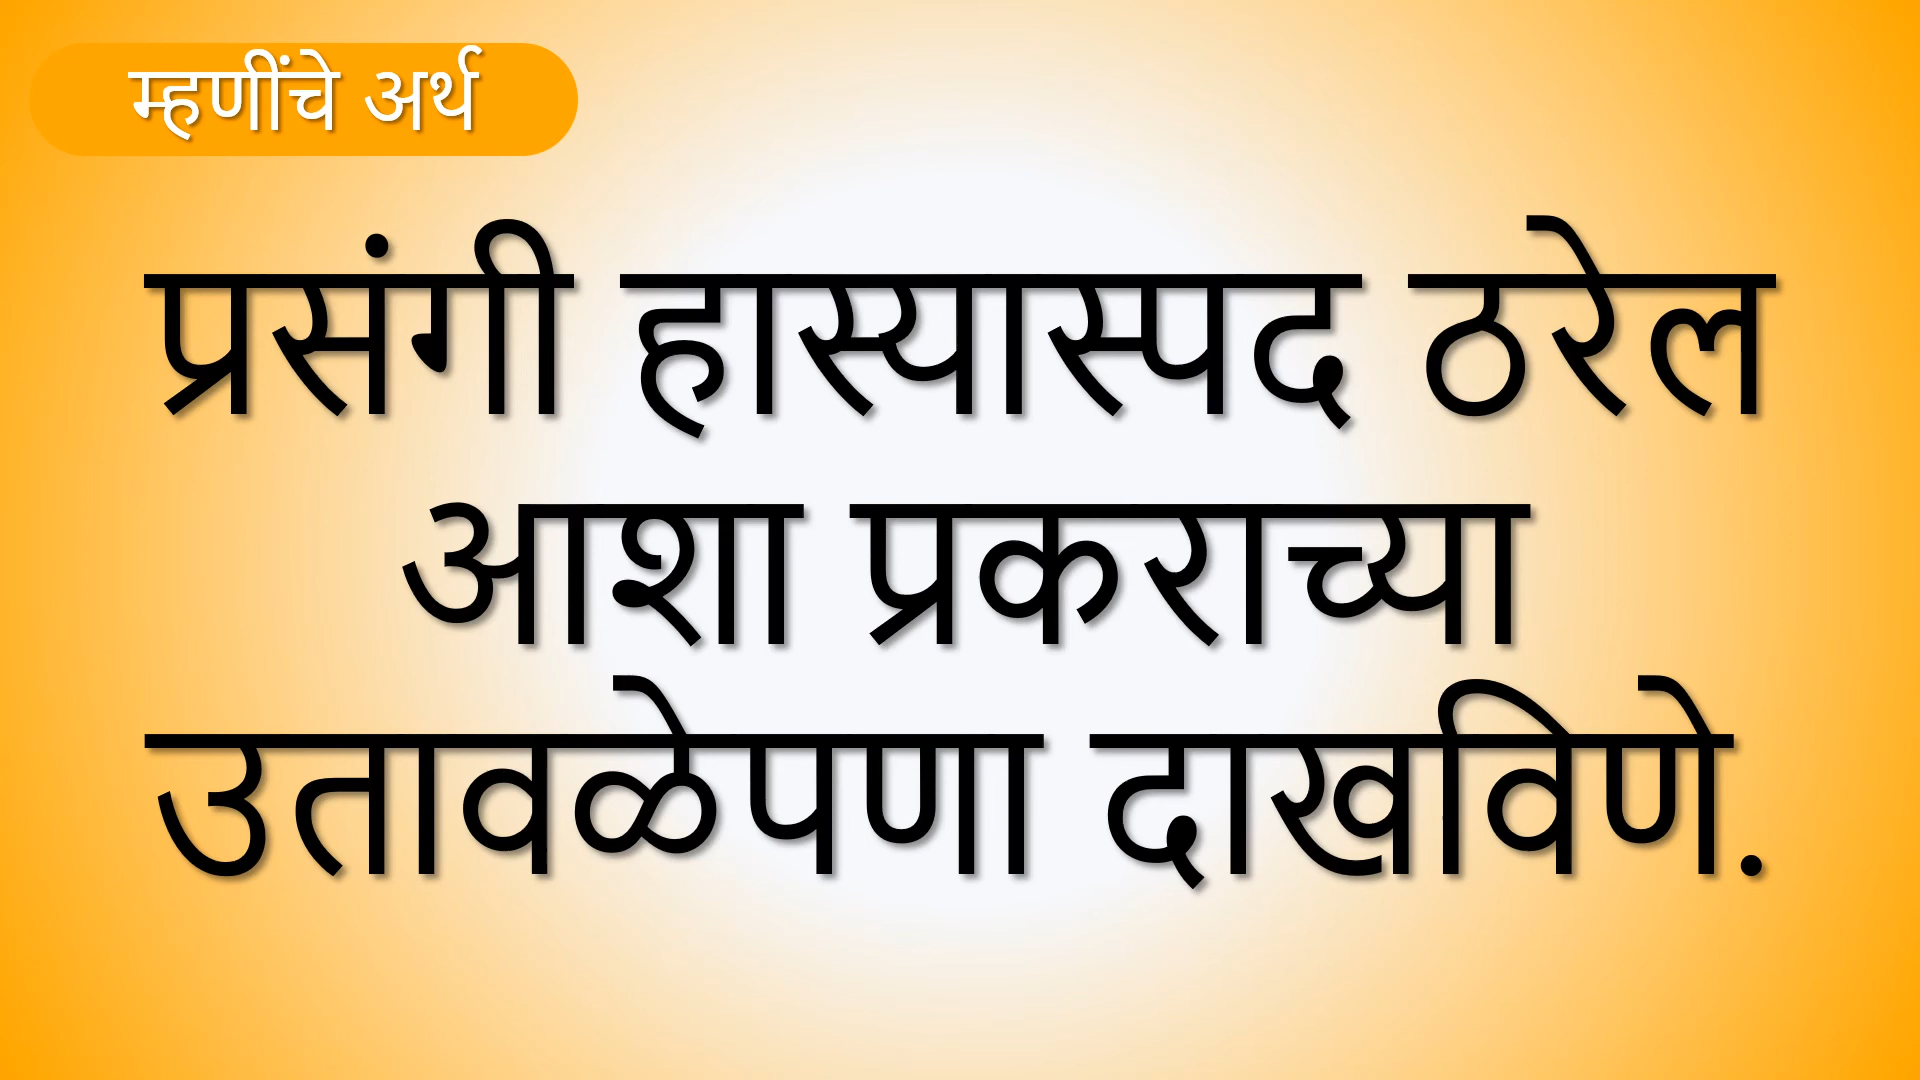 म्हणींचे अर्थ
प्रसंगी हास्यास्पद ठरेल
आशा प्रकराच्या
उतावळेपणा दाखविणे.